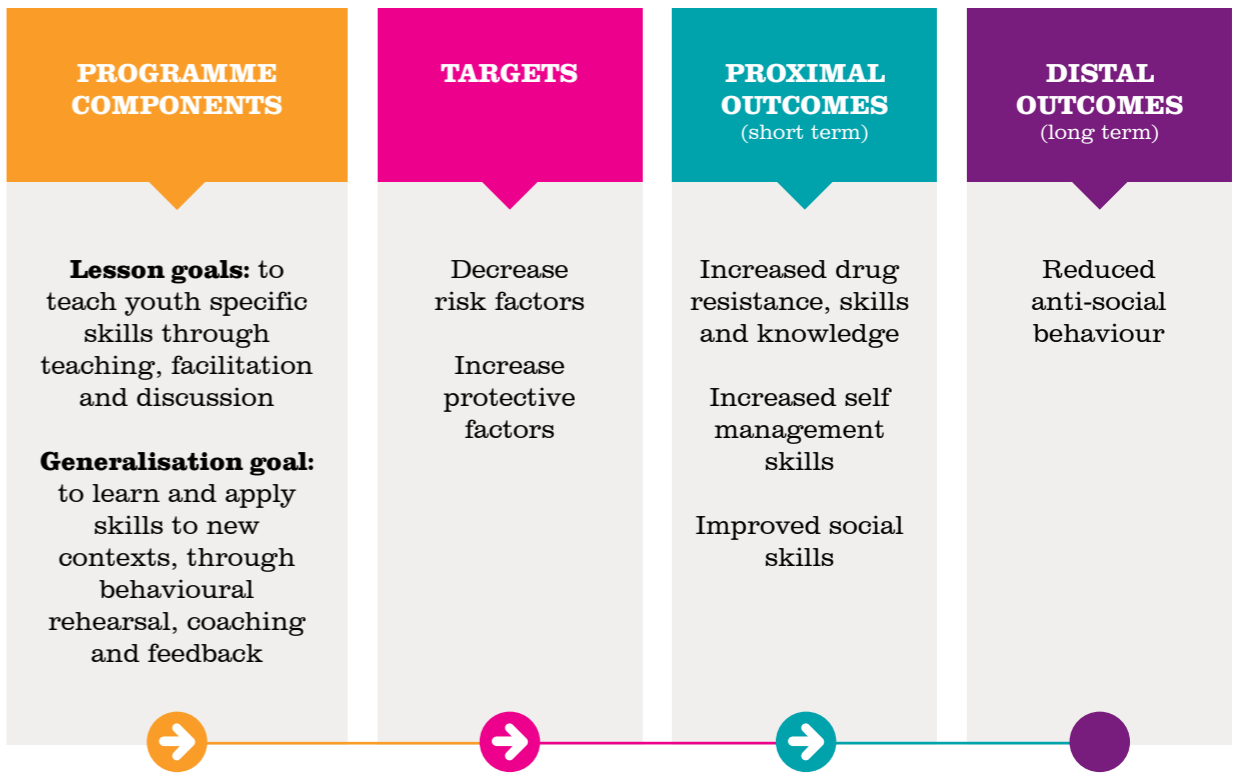 PROGRAMME
COMPONENTS
Lesson goals: to
teach youth specific
skills through
teaching, facilitation
and discussion
Generalisation goal:
to learn and apply
skills to new
contexts, through
behavioural
rehearsal, coaching
and feedback
TARGETS
Decrease
risk factors
Increase
protective
factors
PROXIMAL
OUTCOMES
(short term)
Increased drug
resistance, skills
and knowledge
Increased self
management
skills
Improved social
skills
DISTAL
OUTCOMES
(long term)
Reduced
anti-social
behaviour